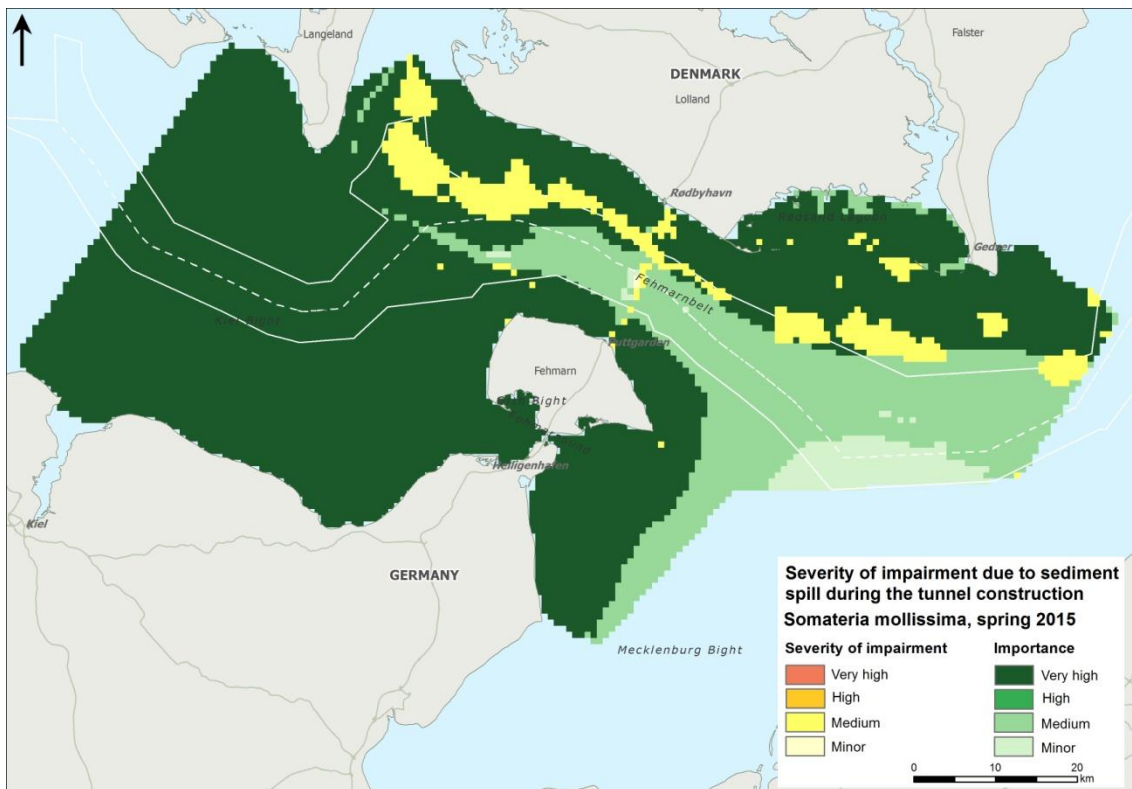 Langeland
Falster
DENMARK
Lolland
Rødbyhavn
Rødsand Lagoon
Gedser
Fehmarnbelt
Kiel Bight
Puttgarden
Fehmarn
Bight
Heiligenhafen
Kiel
GERMANY
Mecklenburg Bight
Severity of impairment due to sediment
spill during the tunnel construction
Somateria mollissima, spring 2015
Severity of impairment Importance
Very high Very high
High High
Medium Medium
Minor Minor
0 10 20
km